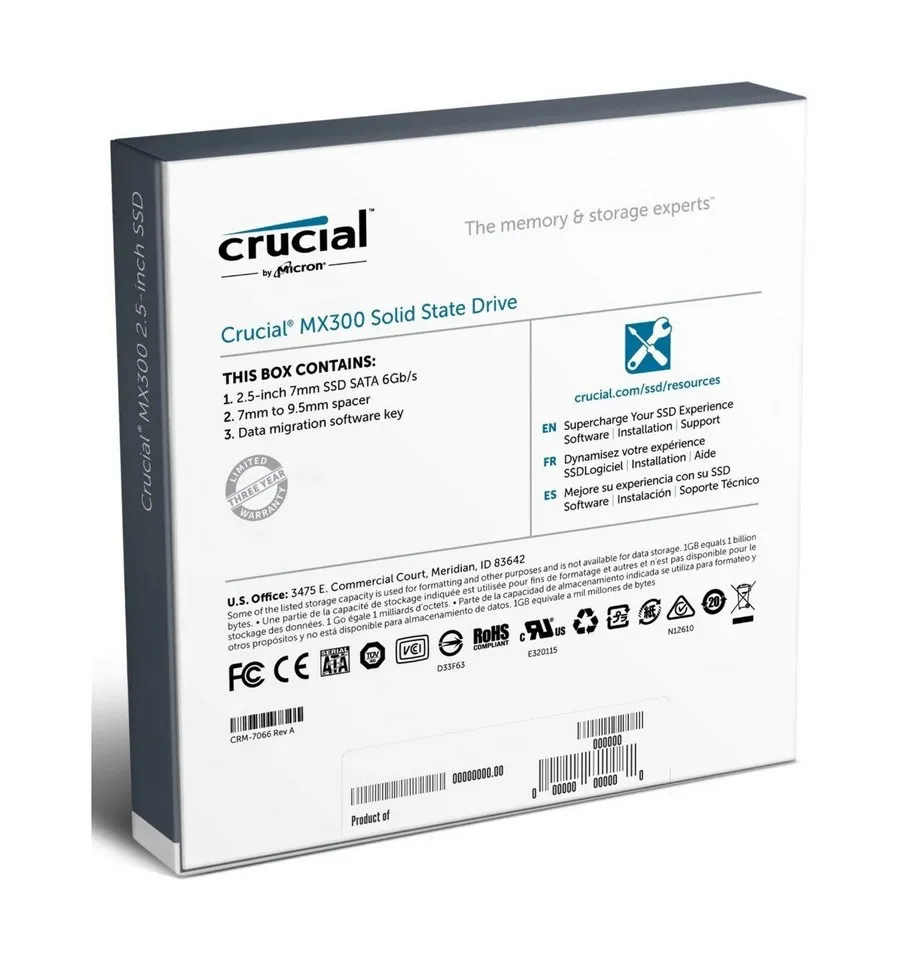 Crucial® MX300 2.5-inch SSD
crucial™
by Micron®
The memory & storage experts™
Crucial® MX300 Solid State Drive
THIS BOX CONTAINS:
1. 2.5-inch 7mm SSD SATA 6Gb/s
2. 7mm to 9.5mm spacer
3. Data migration software key
LIMITED
THREE YEAR
WARRANTY
crucial.com/ssd/resources
EN Supercharge Your SSD Experience
Software | Installation | Support
FR Dynamisez votre expérience
SSDLogiciel | Installation | Aide
ES Mejore su experiencia con su SSD
Software | Instalación | Soporte Técnico
U.S. Office: 3475 E. Commercial Court, Meridian, ID 83642
Some of the listed storage capacity is used for formatting and other purposes and is not available for data storage. 1GB equals 1 billion
bytes. • Une partie de la capacité de stockage indiquée est utilisée pour fins de formatage et autres et n'est pas disponible pour le
stockage des données. 1 Go égale 1 milliards d'octets. • Parte de la capacidad de almacenamiento indicada se utiliza para formateo y
otros propósitos y no está disponible para almacenamiento de datos. 1GB equivale a mil millones de bytes
FC CE SERIAL ATA TUV VCI D33F63 RoHS COMPLIANT c RU US E320115 紙 プラ N12610 20
CRM-7066 Rev A
000000
00000000.00
0 00000 00000 0
Product of